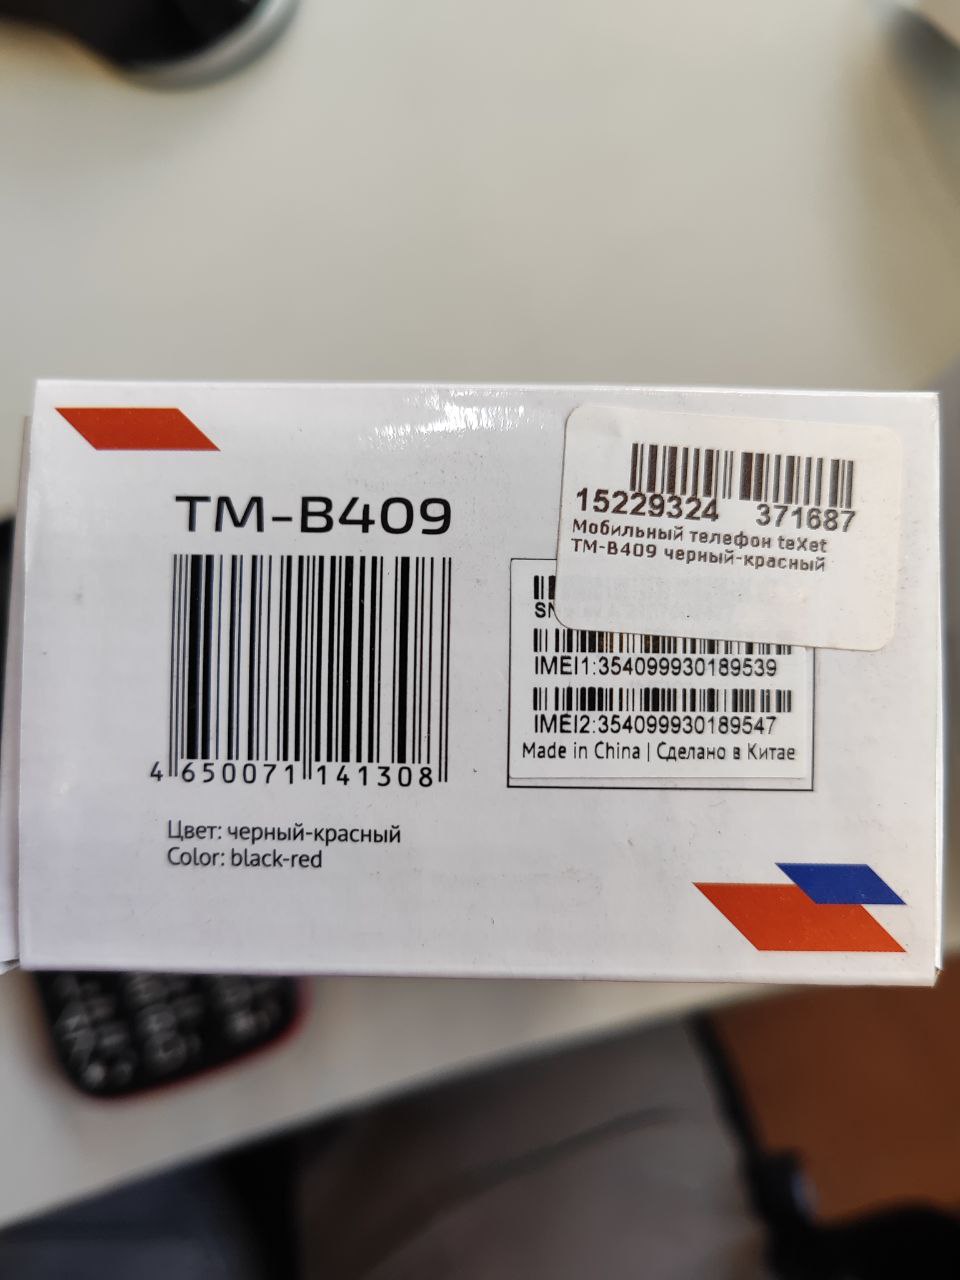 TM-B409
4 650071 141308
Цвет: черный-красный
Color: black-red
15229324 371687
Мобильный телефон teXet
TM-B409 черный-красный
SN
IMEI1:354099930189539
IMEI2:354099930189547
Made in China | Сделано в Китае